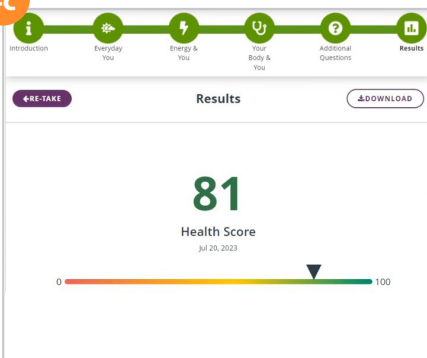 c
Introduction
Everyday
You
Energy &
You
Your
Body &
You
Additional
Questions
Results
RE-TAKE
Results
DOWNLOAD
81
Health Score
Jul 20, 2023
0
100